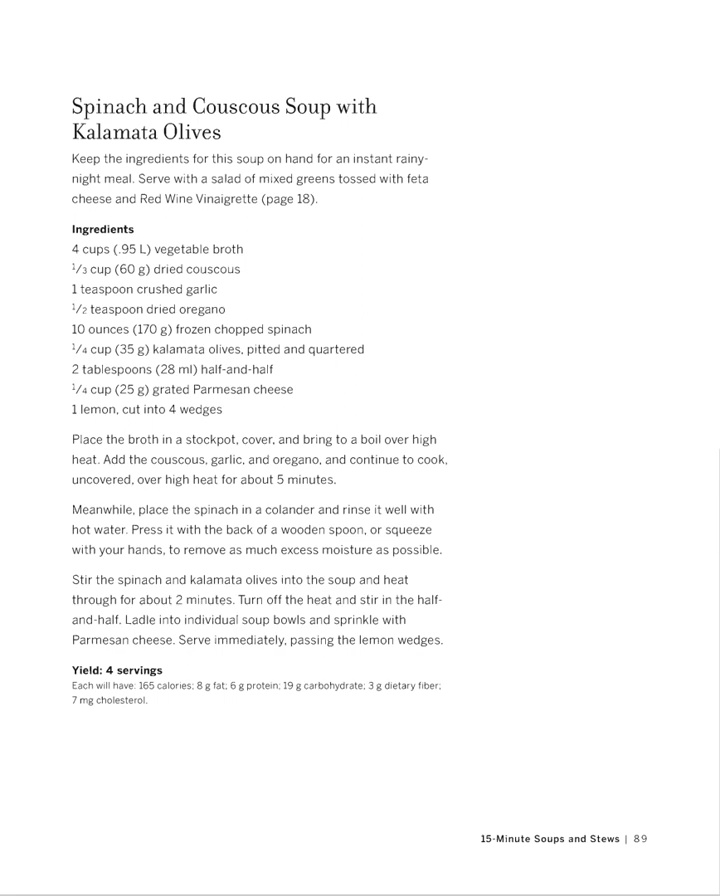 Spinach and Couscous Soup with
Kalamata Olives
Keep the ingredients for this soup on hand for an instant rainy-
night meal. Serve with a salad of mixed greens tossed with feta
cheese and Red Wine Vinaigrette (page 18).
Ingredients
4 cups (.95 L) vegetable broth
1/3 cup (60 g) dried couscous
1 teaspoon crushed garlic
1/2 teaspoon dried oregano
10 ounces (170 g) frozen chopped spinach
1/4 cup (35 g) kalamata olives, pitted and quartered
2 tablespoons (28 ml) half-and-half
1/4 cup (25 g) grated Parmesan cheese
1 lemon, cut into 4 wedges
Place the broth in a stockpot, cover, and bring to a boil over high
heat. Add the couscous, garlic, and oregano, and continue to cook,
uncovered, over high heat for about 5 minutes.
Meanwhile, place the spinach in a colander and rinse it well with
hot water. Press it with the back of a wooden spoon, or squeeze
with your hands, to remove as much excess moisture as possible.
Stir the spinach and kalamata olives into the soup and heat
through for about 2 minutes. Turn off the heat and stir in the half-
and-half. Ladle into individual soup bowls and sprinkle with
Parmesan cheese. Serve immediately, passing the lemon wedges.
Yield: 4 servings
Each will have: 165 calories; 8 g fat; 6 g protein; 19 g carbohydrate; 3 g dietary fiber;
7 mg cholesterol.
15-Minute Soups and Stews | 89